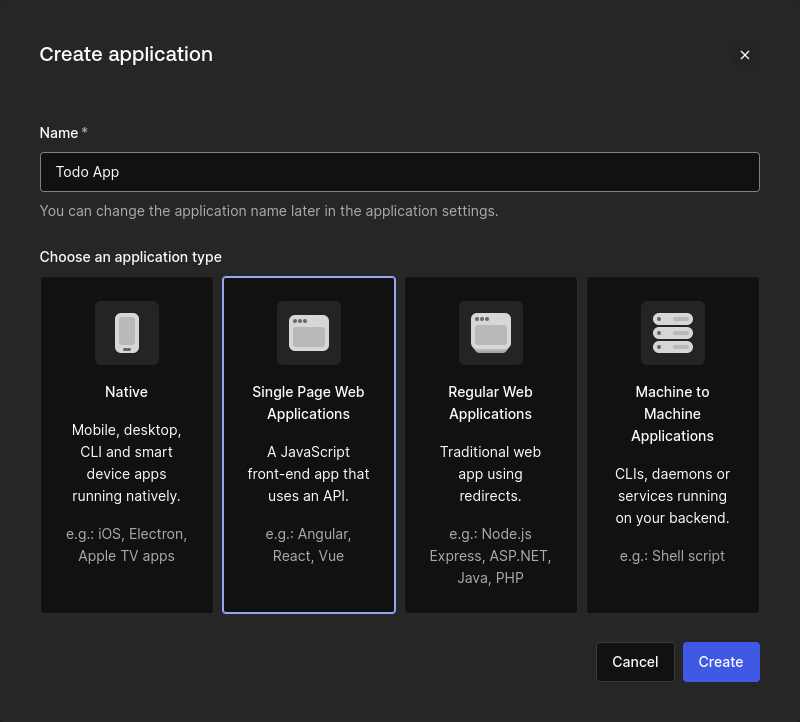 Create application
Name *
Todo App
You can change the application name later in the application settings.
Choose an application type
Native
Mobile, desktop,
CLI and smart
device apps
running natively.
e.g.: iOS, Electron,
Apple TV apps
Single Page Web
Applications
A JavaScript
front-end app that
uses an API.
e.g.: Angular,
React, Vue
Regular Web
Applications
Traditional web
app using
redirects.
e.g.: Node.js
Express, ASP.NET,
Java, PHP
Machine to
Machine
Applications
CLIs, daemons or
services running
on your backend.
e.g.: Shell script
Cancel
Create